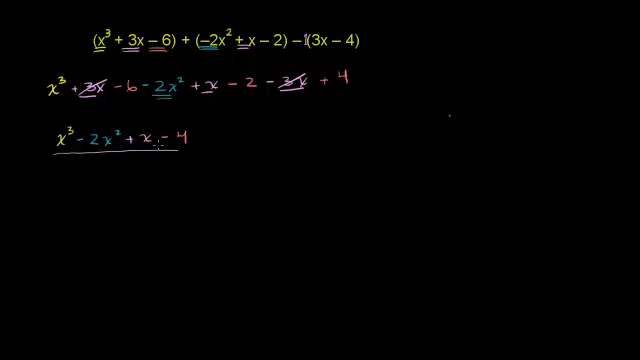 (x³ + 3x − 6) + (−2x² + x − 2) − 1(3x − 4)
x³ + 3x − 6 − 2x² + x − 2 − 3x + 4
x³ − 2x² + x − 4